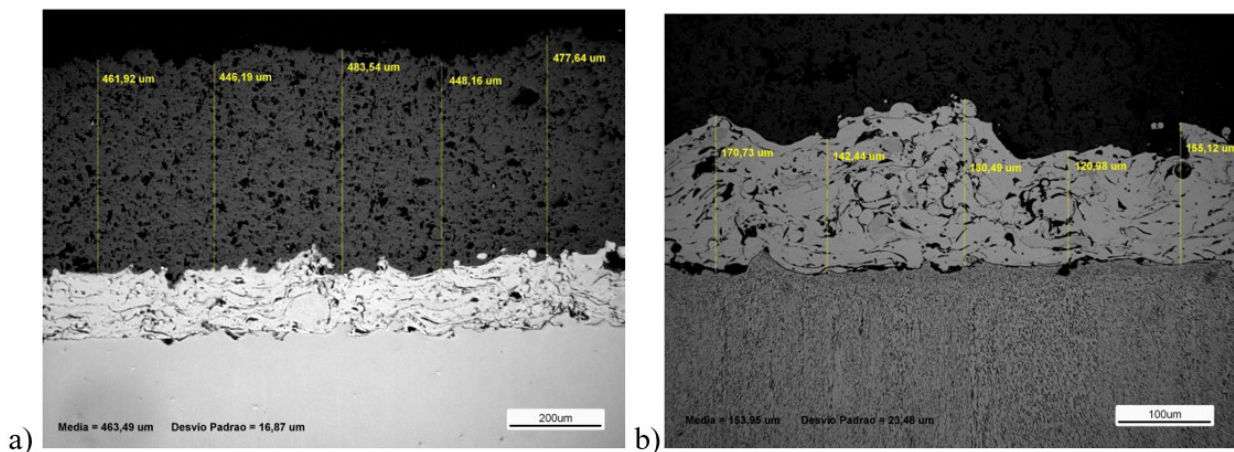 461,92 um
446,19 um
483,54 um
448,16 um
477,64 um
Media = 463,49 um Desvio Padrao = 16,87 um
200um
a)
170,73 um
142,44 um
180,49 um
120,98 um
155,12 um
Media = 153,95 um Desvio Padrao = 23,48 um
100um
b)